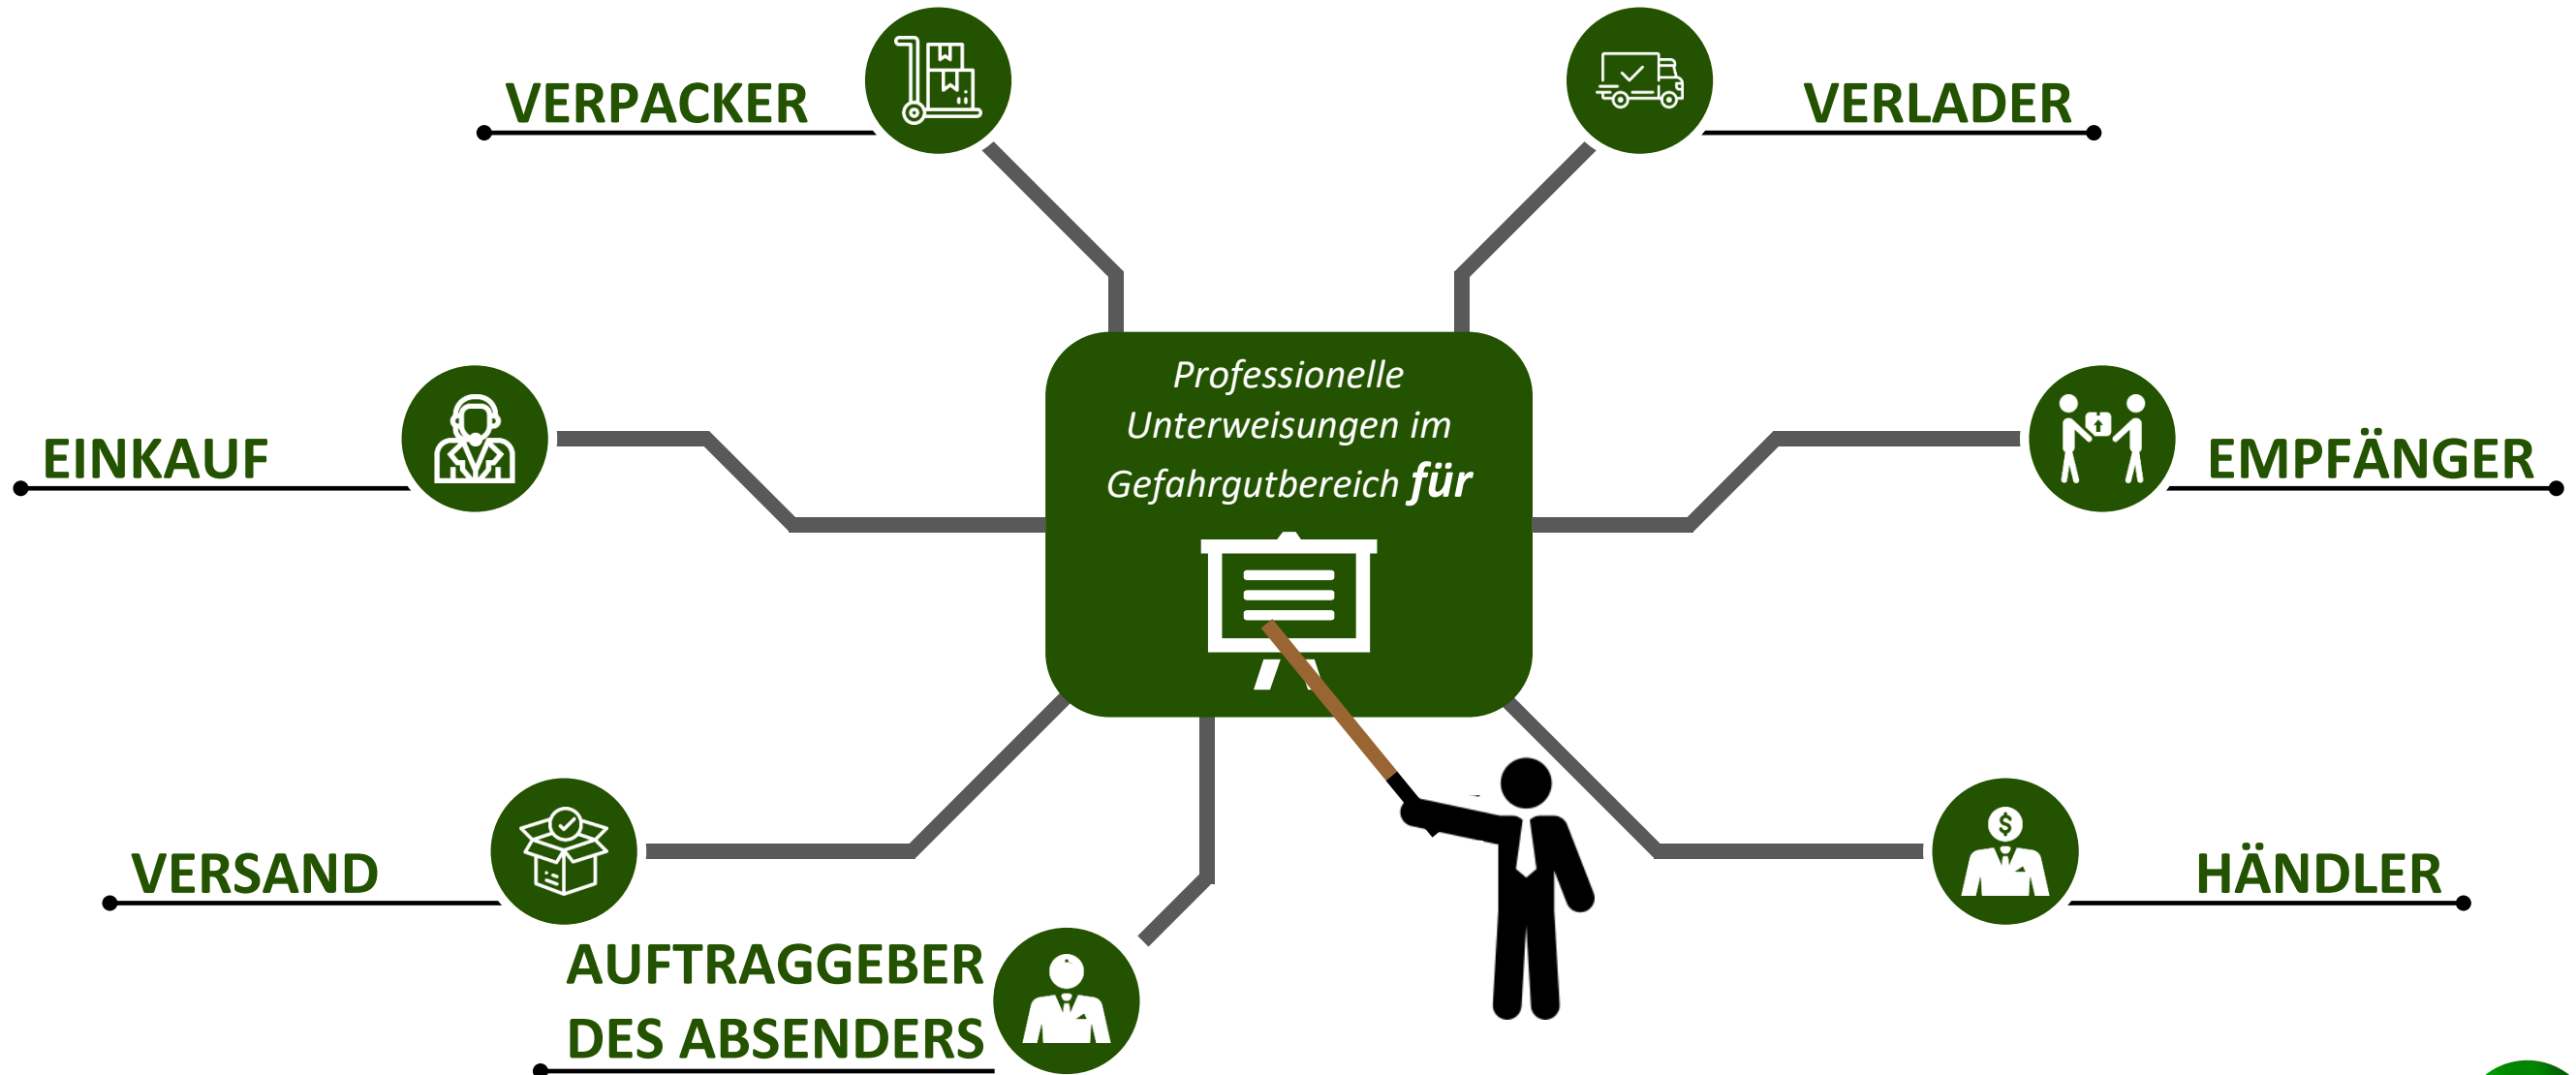 VERPACKER
VERLADER
Professionelle
Unterweisungen im
Gefahrgutbereich für
EINKAUF
EMPFÄNGER
VERSAND
HÄNDLER
AUFTRAGGEBER
DES ABSENDERS
$